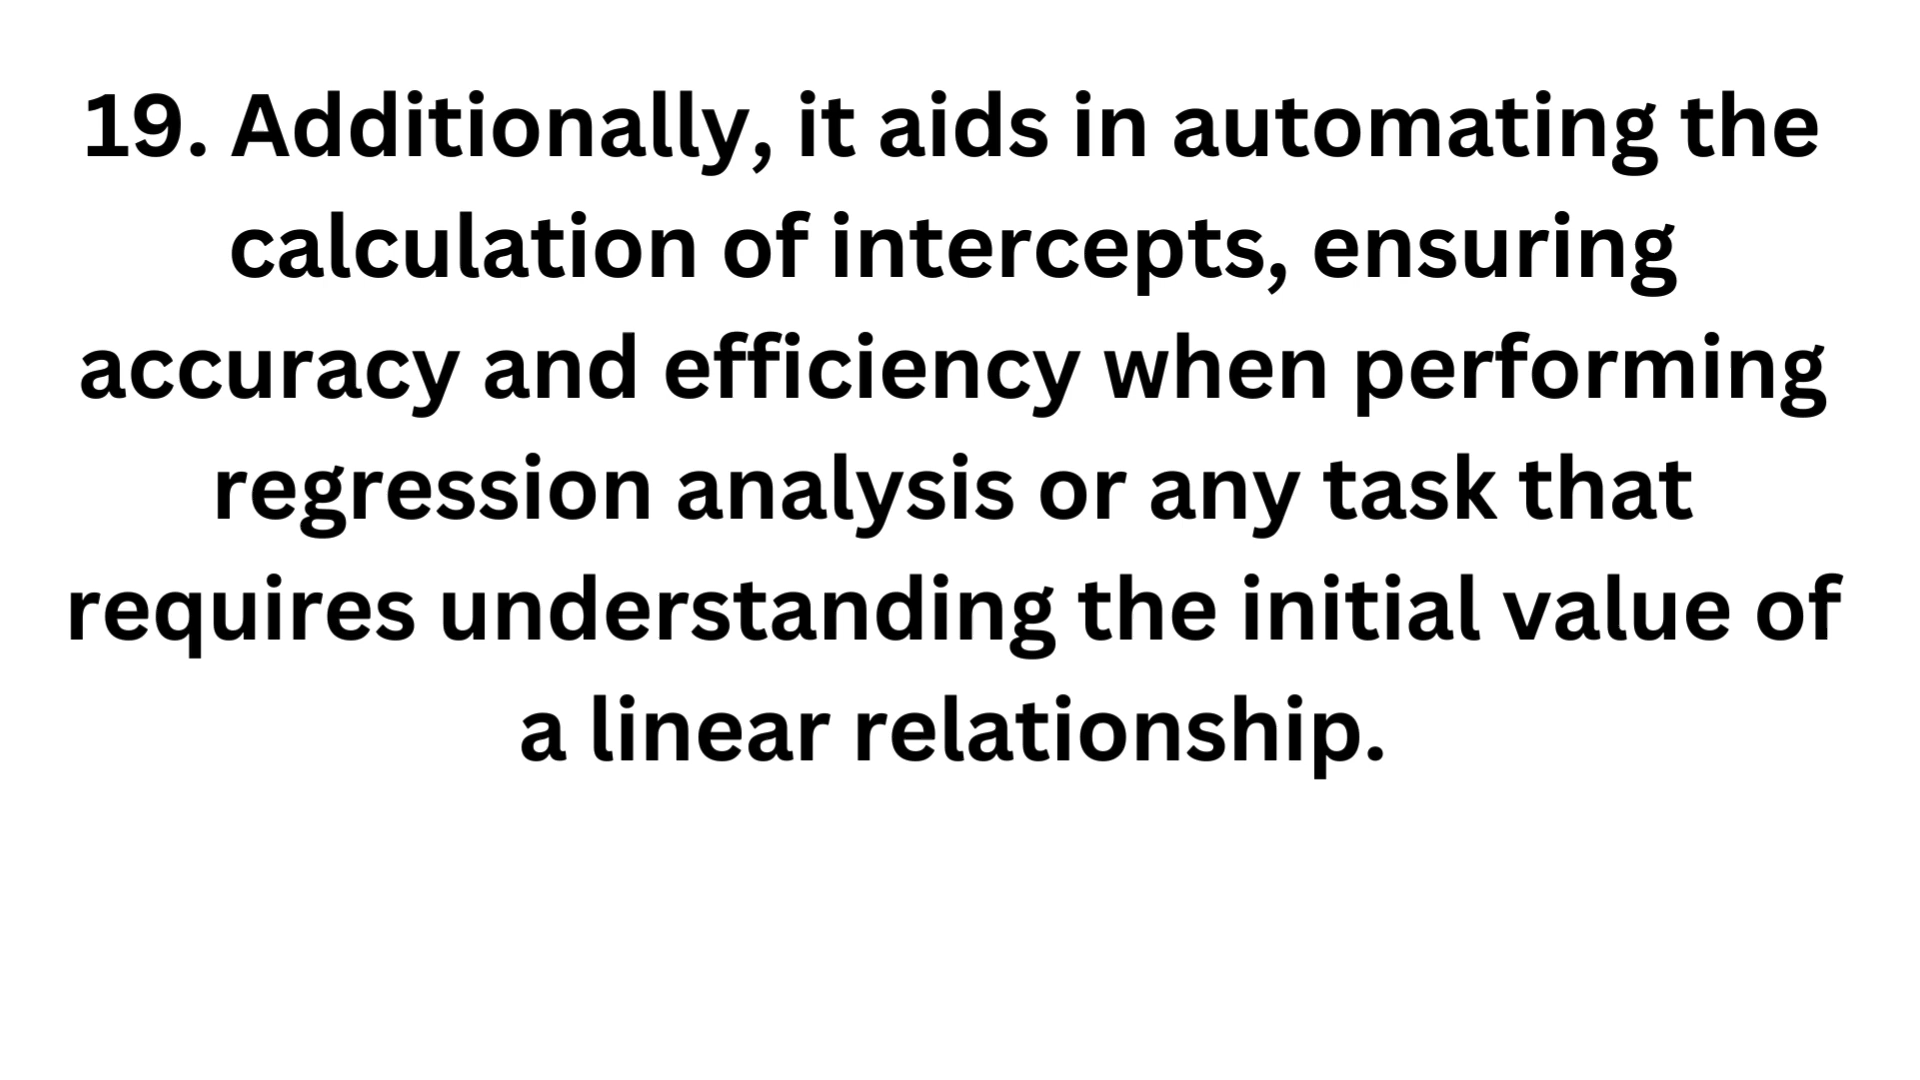 19. Additionally, it aids in automating the
calculation of intercepts, ensuring
accuracy and efficiency when performing
regression analysis or any task that
requires understanding the initial value of
a linear relationship.